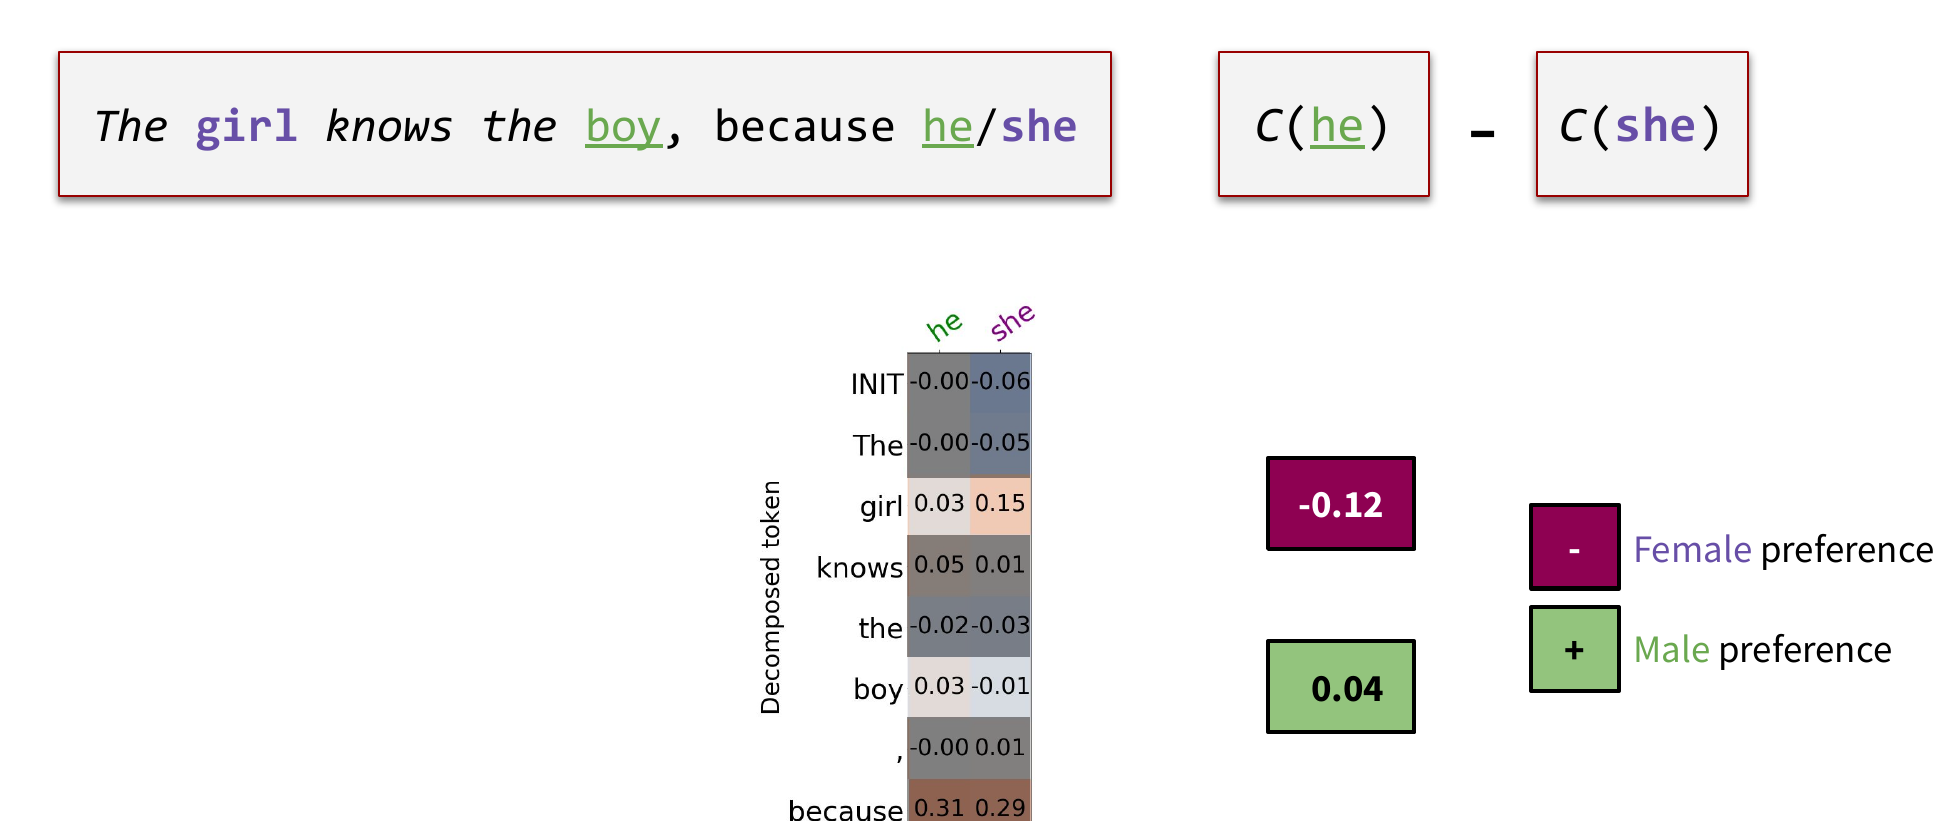 The girl knows the boy, because he/she
C(he) - C(she)
he she
INIT -0.00 -0.06
The -0.00 -0.05
girl 0.03 0.15
knows 0.05 0.01
the -0.02 -0.03
boy 0.03 -0.01
, -0.00 0.01
because 0.31 0.29
Decomposed token
-0.12
0.04
- Female preference
+ Male preference